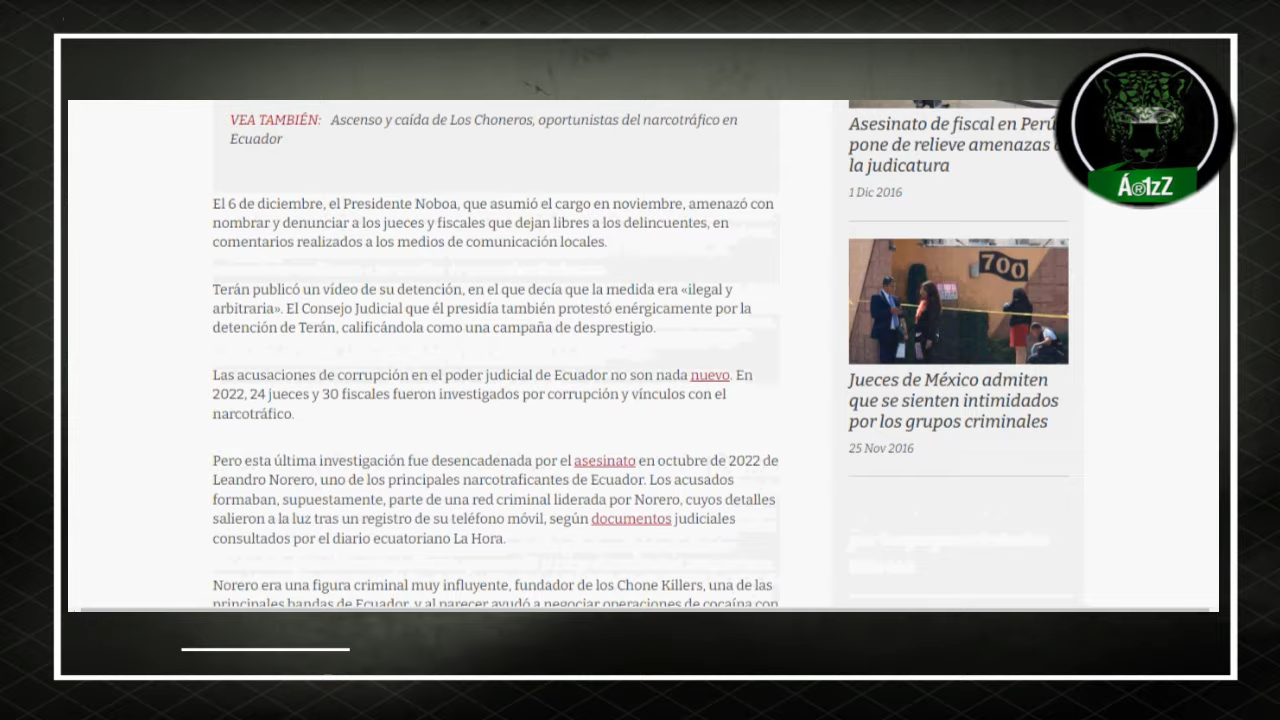 VEA TAMBIÉN: Ascenso y caída de Los Choneros, oportunistas del narcotráfico en
Ecuador
El 6 de diciembre, el Presidente Noboa, que asumió el cargo en noviembre, amenazó con
nombrar y denunciar a los jueces y fiscales que dejan libres a los delincuentes, en
comentarios realizados a los medios de comunicación locales.
Terán publicó un vídeo de su detención, en el que decía que la medida era «ilegal y
arbitraria». El Consejo Judicial que él presidía también protestó enérgicamente por la
detención de Terán, calificándola como una campaña de desprestigio.
Las acusaciones de corrupción en el poder judicial de Ecuador no son nada nuevo. En
2022, 24 jueces y 30 fiscales fueron investigados por corrupción y vínculos con el
narcotráfico.
Pero esta última investigación fue desencadenada por el asesinato en octubre de 2022 de
Leandro Norero, uno de los principales narcotraficantes de Ecuador. Los acusados
formaban, supuestamente, parte de una red criminal liderada por Norero, cuyos detalles
salieron a la luz tras un registro de su teléfono móvil, según documentos judiciales
consultados por el diario ecuatoriano La Hora.
Norero era una figura criminal muy influyente, fundador de los Chone Killers, una de las
principales bandas de Ecuador, y al parecer ayudó a negociar operaciones de cocaína con
Asesinato de fiscal en Perú
pone de relieve amenazas
la judicatura
1 Dic 2016
700
Jueces de México admiten
que se sienten intimidados
por los grupos criminales
25 Nov 2016
Á®1zZ